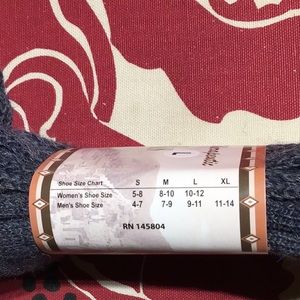 L
Shoe Size Chart S M L XL
Women's Shoe Size 5-8 8-10 10-12
Men's Shoe Size 4-7 7-9 9-11 11-14
RN 145804